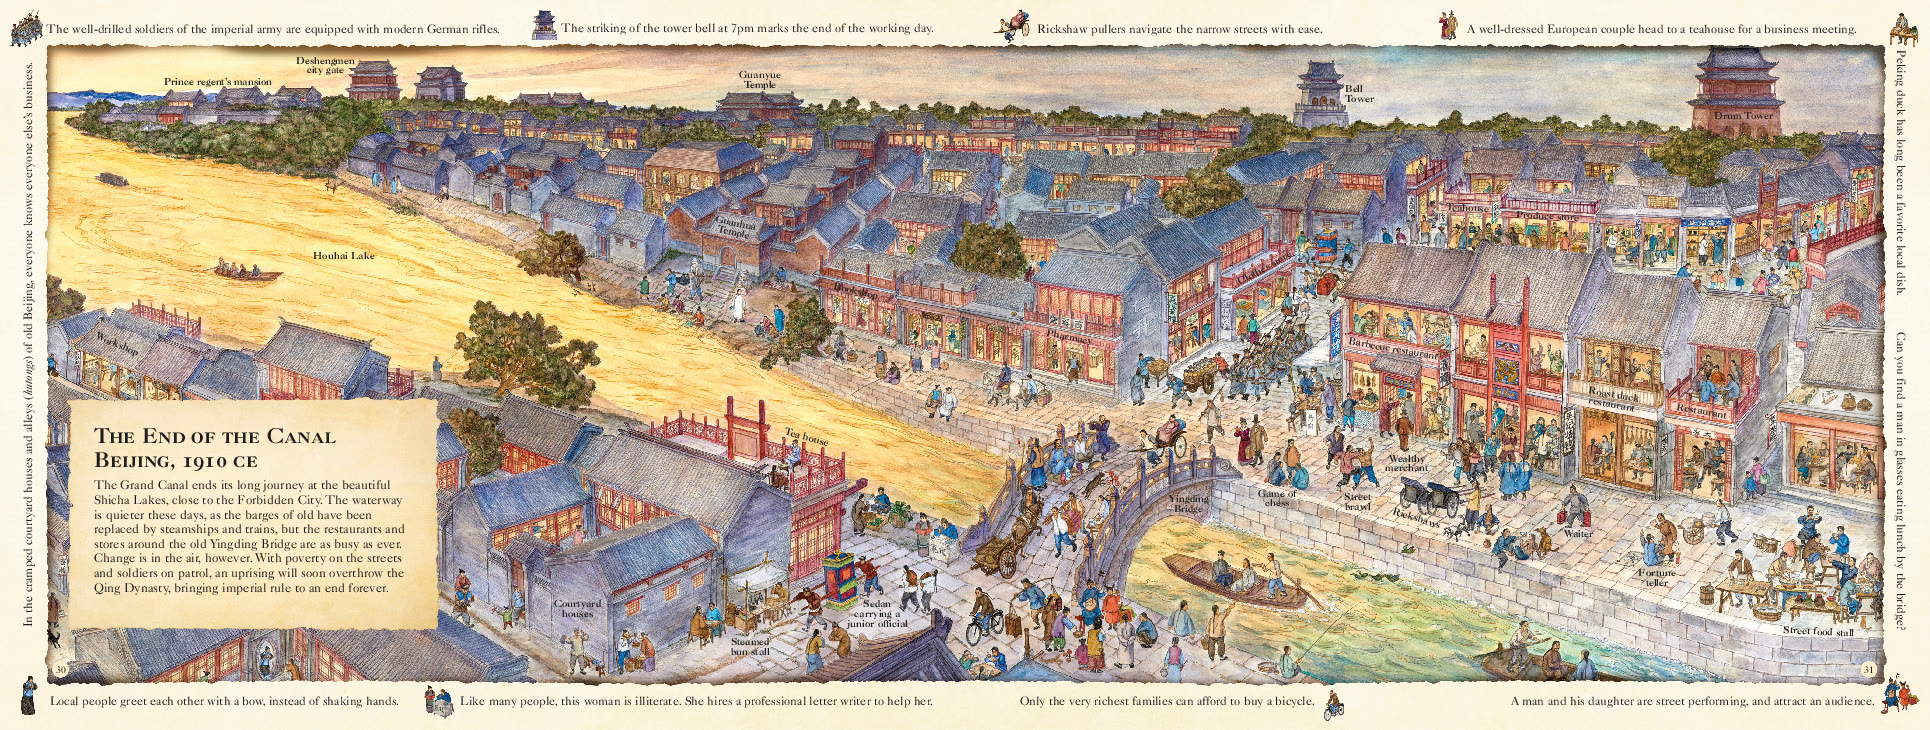 The well-drilled soldiers of the imperial army are equipped with modern German rifles.
The striking of the tower bell at 7pm marks the end of the working day.
Rickshaw pullers navigate the narrow streets with ease.
A well-dressed European couple head to a teahouse for a business meeting.
In the cramped courtyard houses and alleys (hutongs) of old Beijing, everyone knows everyone else's business.
Peking duck has long been a favorite local dish.
Can you find a man in glasses eating lunch by the bridge?
Prince regent's mansion
Deshengmen
city gate
Guanyue
Temple
Bell
Tower
Drum Tower
Houhai Lake
Guanhua
Temple
Produce store
Pharmacy
Barbecue restaurant
Roast duck
restaurant
Restaurant
Workshop
Workshop
Tea house
THE END OF THE CANAL
BEIJING, 1910 CE
The Grand Canal ends its long journey at the beautiful
Shicha Lakes, close to the Forbidden City. The waterway
is quieter these days, as the barges of old have been
replaced by steamships and trains, but the restaurants and
stores around the old Yingding Bridge are as busy as ever.
Change is in the air, however. With poverty on the streets
and soldiers on patrol, an uprising will soon overthrow the
Qing Dynasty, bringing imperial rule to an end forever.
Wealthy
merchant
Yingding
Bridge
Game of
chess
Street
brawl
Rickshaws
Waiter
Fortune
teller
Street food stall
Courtyard
houses
Steamed
bun stall
Sedan
carrying a
junior official
30
31
Local people greet each other with a bow, instead of shaking hands.
Like many people, this woman is illiterate. She hires a professional letter writer to help her.
Only the very richest families can afford to buy a bicycle.
A man and his daughter are street performing, and attract an audience.